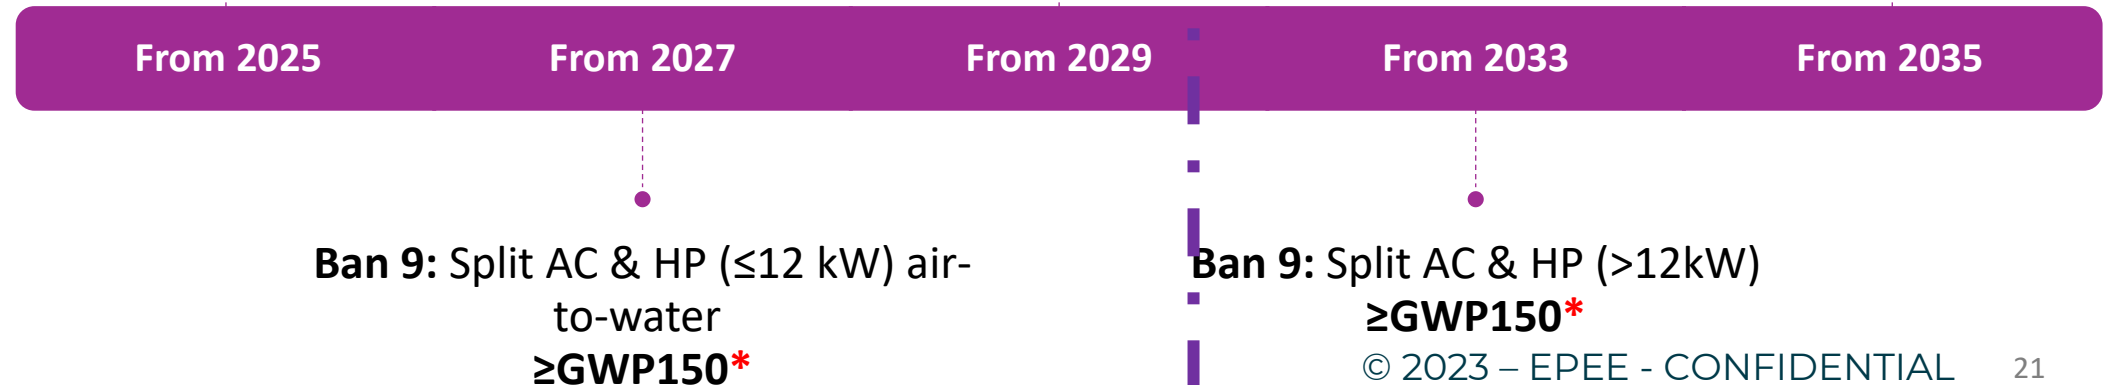 From 2025
From 2027
From 2029
From 2033
From 2035
Ban 9: Split AC & HP (≤12 kW) air-
to-water
≥GWP150*
Ban 9: Split AC & HP (>12kW)
≥GWP150*
© 2023 – EPEE - CONFIDENTIAL
21